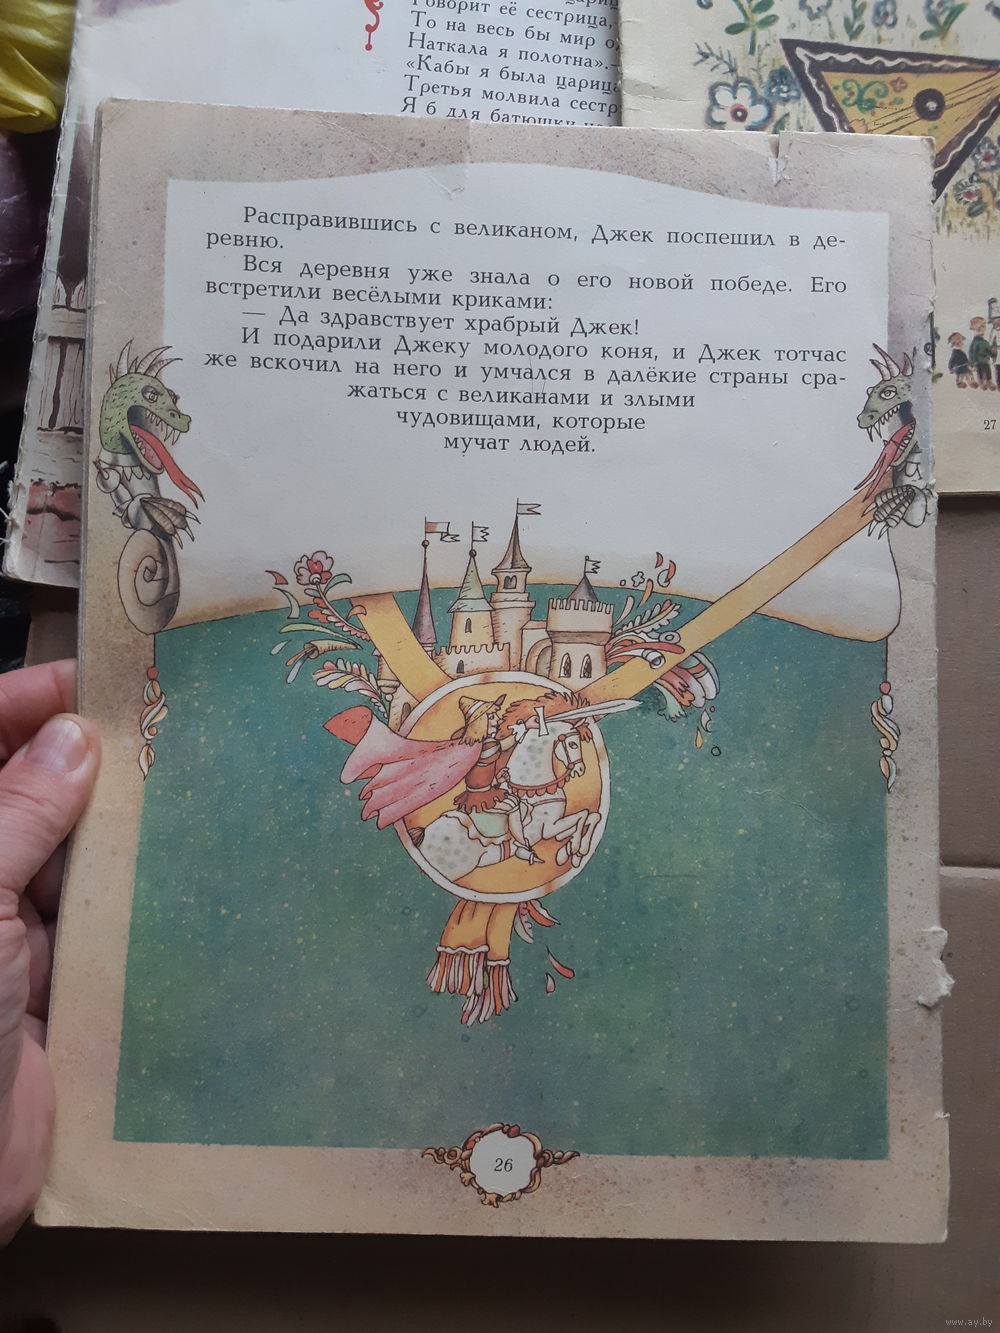 Говорит её сестрица,
То на весь бы мир
Наткала я полотна».—
«Кабы я была
Третья молвила
Я б для батюшки
Расправившись с великаном, Джек поспешил в де-
ревню.
Вся деревня уже знала о его новой победе. Его
встретили весёлыми криками:
— Да здравствует храбрый Джек!
И подарили Джеку молодого коня, и Джек тотчас
же вскочил на него и умчался в далёкие страны сра-
жаться с великанами и злыми
чудовищами, которые
мучат людей.
27
26
www.ay.by